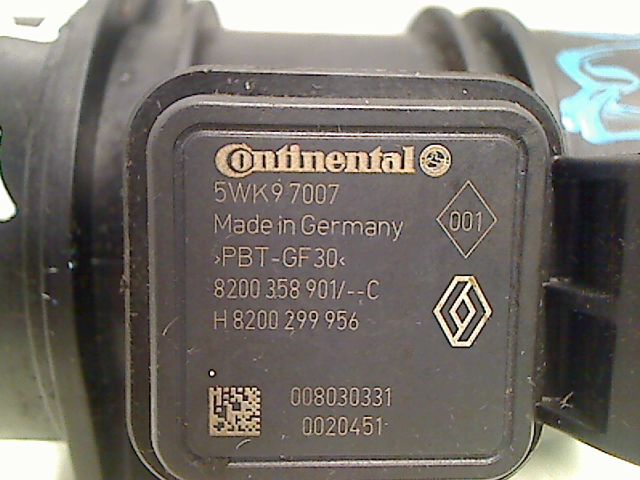 Continental
5WK9 7007
Made in Germany
001
›PBT-GF30‹
8200 358 901/--C
H 8200 299 956
008030331
0020451